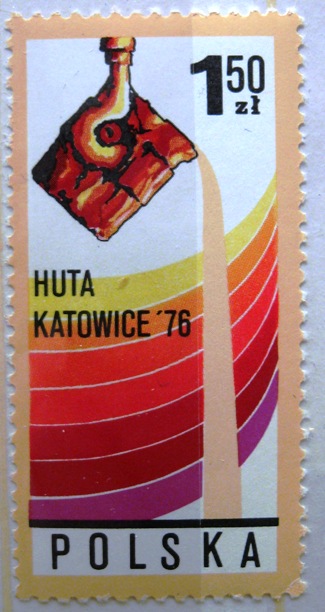 1 50
zł
HUTA
KATOWICE '76
POLSKA